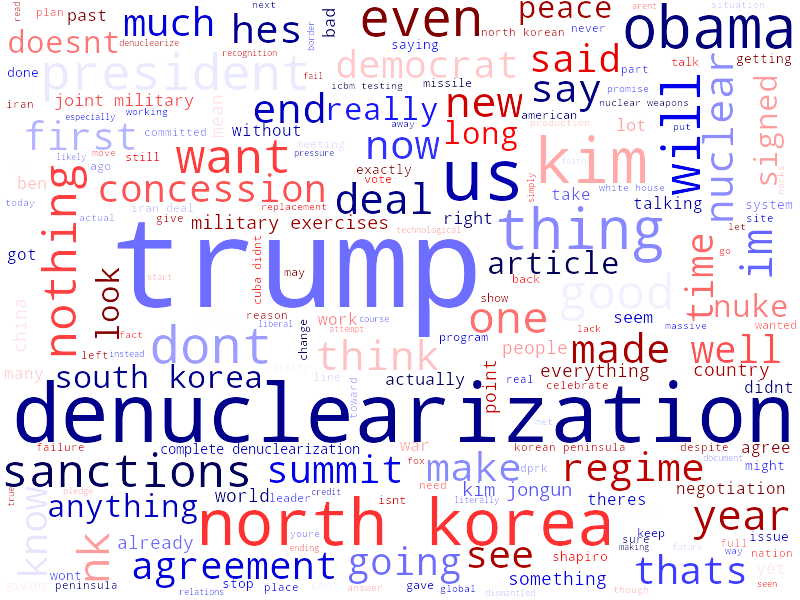 read
plan
past
much
hes
next
bad
border
even
peace
never
arent
situation
obama
doesnt
denuclearize
recognition
saying
north korean
said
part
talk
getting
done
president
fail
democrat
icbm testing
missile
say
promise
nuclear weapons
iran
joint military
especially
working
mean
end
really
new
american
production
put
will
nuclear
signed
first
committed
without
meeting
now
long
lot
likely
move
ago
still
pressure
away
want
exactly
vote
us
kim
faith
simply
white house
system
ben
today
actual
nothing
concession
iran deal
give
replacement
deal
take
talking
right
military exercises
technological
thing
im
site
let
go
got
look
trump
cuba didnt
may
article
time
start
back
show
good
nuke
china
fact
reason
liberal
work
attempt
course
change
one
seem
massive
wanted
many
left
instead
dont
think
program
lack
people
made well
south korea
line
toward
actually
point
real
everything
celebrate
country
didnt
denuclearization
met
failure
complete denuclearization
war
fox
korean peninsula
despite
agree
document
might
sanctions
summit
make
dprk
regime
negotiation
true
know
pledge
anything
world
leader
credit
isnt
need
literally
kim jongun
theres
year
nk
already
youre
ending
north korea
see
sure
making
keep
issue
future
full
way
nation
wont
giving
peninsula
agreement
relations
stop
place
answer
going
gave
global
something
shapiro
dismantled
though
thats
yet
seen